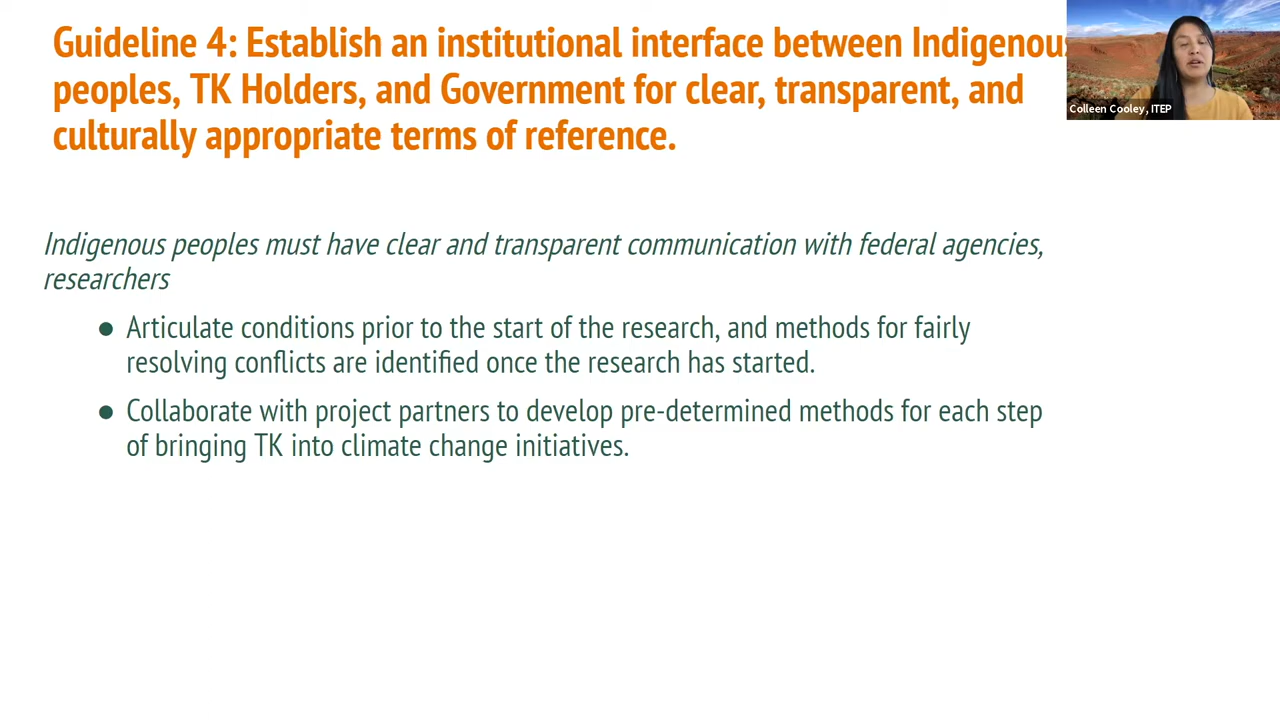 Guideline 4: Establish an institutional interface between Indigenous
peoples, TK Holders, and Government for clear, transparent, and
culturally appropriate terms of reference.
Colleen Cooley, ITEP
Indigenous peoples must have clear and transparent communication with federal agencies,
researchers
● Articulate conditions prior to the start of the research, and methods for fairly
resolving conflicts are identified once the research has started.
● Collaborate with project partners to develop pre-determined methods for each step
of bringing TK into climate change initiatives.